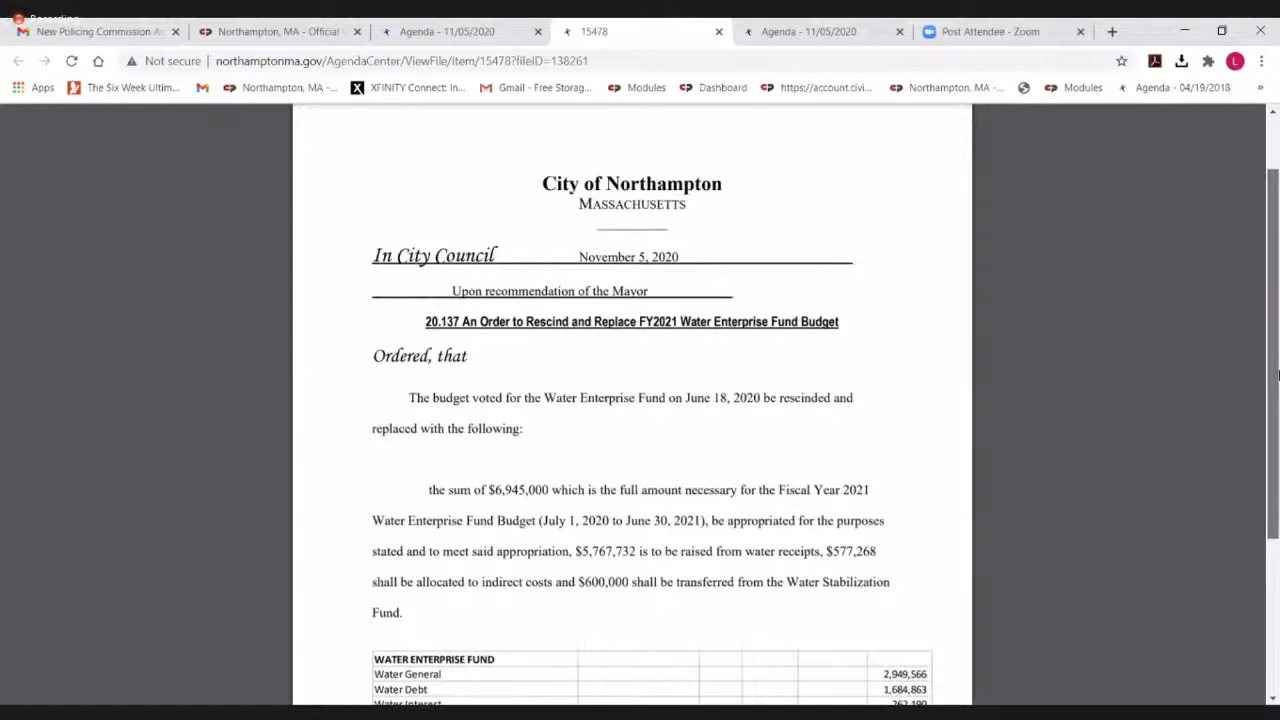 Recording
New Policing Commission A
Northampton, MA - Official
Agenda - 11/05/2020
15478
Agenda - 11/05/2020
Post Attendee - Zoom
Not secure
northamptonma.gov/AgendaCenter/ViewFile/Item/15478?fileID=138261
L
Apps
The Six Week Ultim...
Northampton, MA -...
XFINITY Connect: In...
Gmail - Free Storag...
Modules
Dashboard
https://account.civi...
Northampton, MA -...
Modules
Agenda - 04/19/2018
»
City of Northampton
MASSACHUSETTS
In City Council November 5, 2020
Upon recommendation of the Mayor
20.137 An Order to Rescind and Replace FY2021 Water Enterprise Fund Budget
Ordered, that
The budget voted for the Water Enterprise Fund on June 18, 2020 be rescinded and
replaced with the following:
the sum of $6,945,000 which is the full amount necessary for the Fiscal Year 2021
Water Enterprise Fund Budget (July 1, 2020 to June 30, 2021), be appropriated for the purposes
stated and to meet said appropriation, $5,767,732 is to be raised from water receipts, $577,268
shall be allocated to indirect costs and $600,000 shall be transferred from the Water Stabilization
Fund.
WATER ENTERPRISE FUND
Water General 2,949,566
Water Debt 1,684,863
Water Interest 262,190